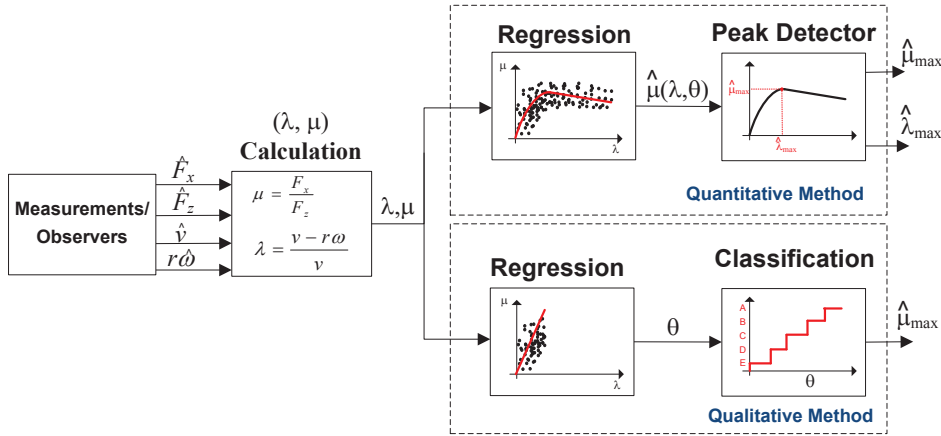 Measurements/
Observers
F̂x
F̂z
v̂
rω̂
(λ, μ)
Calculation
μ = Fx / Fz
λ = v − rω / v
λ,μ
Regression
μ
λ
μ̂(λ,θ)
Peak Detector
μ̂max
λ̂max
μ̂max
λ̂max
Quantitative Method
Regression
μ
λ
θ
Classification
A
B
C
D
E
θ
μ̂max
Qualitative Method